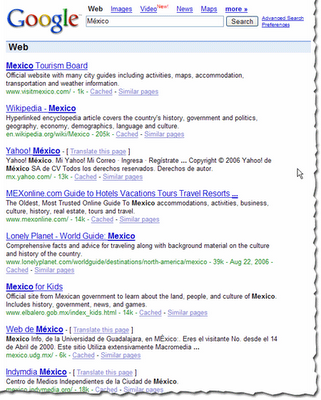 Google
Web Images Video New! News Maps more »
México Search Advanced Search
Preferences
Web
Mexico Tourism Board
Official website with many city guides including activities, maps, accommodation,
transportation and weather information.
www.visitmexico.com/ - 1k - Cached - Similar pages
Wikipedia - Mexico
Hyperlinked encyclopedia article covers the country's history, government and politics,
geography, economy, demographics, language and culture.
en.wikipedia.org/wiki/Mexico - 205k - Cached - Similar pages
Yahoo! México - [ Translate this page ]
Yahoo! México. Mi Yahoo! Mi Correo · Ingresa · Regístrate ... Copyright © 2006 Yahoo! de
México SA de CV Todos los derechos reservados. Derechos de autor.
mx.yahoo.com/ - 13k - Cached - Similar pages
MEXonline.com Guide to Hotels Vacations Tours Travel Resorts ...
The Oldest, Most Trusted Online Guide To Mexico accommodations, activities, business,
culture, history, real estate, tours and travel.
www.mexonline.com/ - 14k - Cached - Similar pages
Lonely Planet - World Guide: Mexico
Comprehensive facts and advice for traveling along with background material on the culture
and history of the country.
www.lonelyplanet.com/worldguide/destinations/north-america/mexico - 39k - Aug 22, 2006 -
Cached - Similar pages
Mexico for Kids
Official site from Mexican government to learn about the land, people, and culture of Mexico.
Includes history, government, news, and games.
www.elbalero.gob.mx/index_kids.html - 14k - Cached - Similar pages
Web de México - [ Translate this page ]
Mexico Info, de la Universidad de Guadalajara, en MÉxico:. Eres el visitante No. desde el 14
de Abril de 2000. Este sitio Utiliza extensivamente Macromedia ...
mexico.udg.mx/ - 6k - Cached - Similar pages
Indymdia México - [ Translate this page ]
Centro de Medios Independientes de la Ciudad de México.
mexico.indymedia.org/ - 18k - Cached - Similar pages